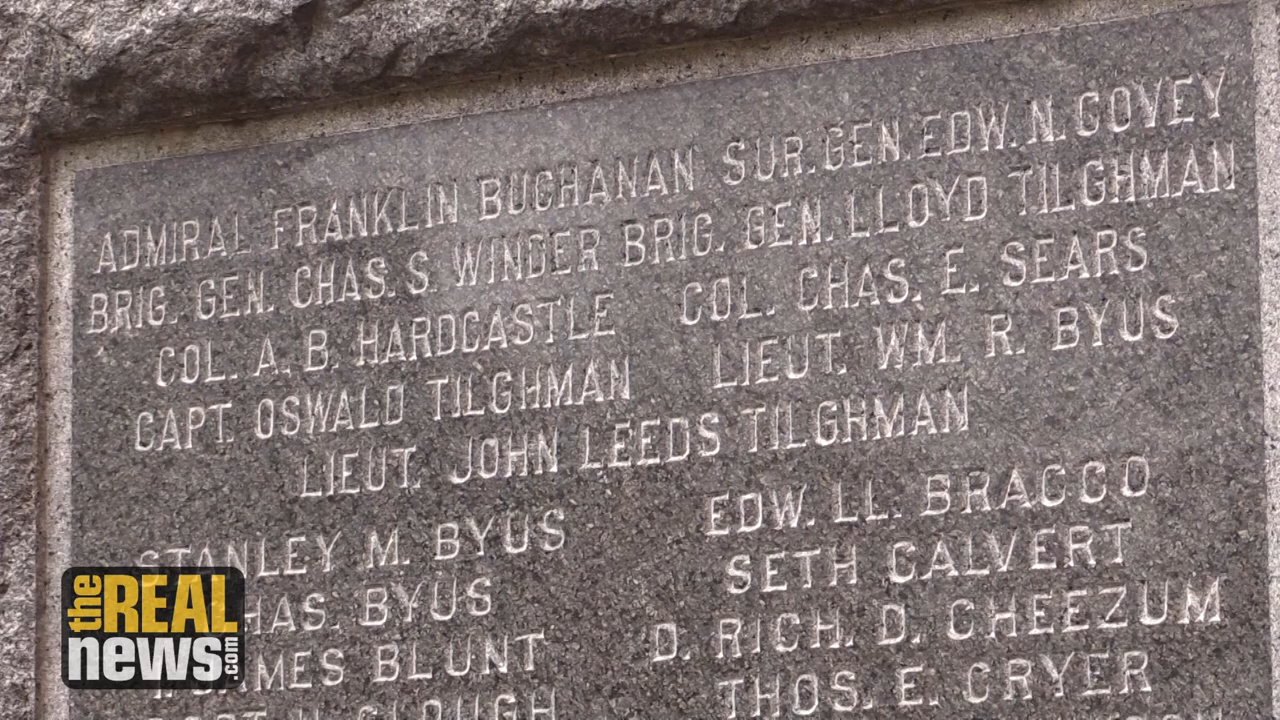 ADMIRAL FRANKLIN BUCHANAN SUR. GEN. EDW. N. COVEY
BRIG. GEN. CHAS. S. WINDER BRIG. GEN. LLOYD TILGHMAN
COL. A. B. HARDCASTLE COL. CHAS. E. SEARS
CAPT. OSWALD TILGHMAN LIEUT. WM. R. BYUS
LIEUT. JOHN LEEDS TILGHMAN
STANLEY M. BYUS EDW. LL. BRACCO
HAS. BYUS SETH CALVERT
JAMES BLUNT D. RICH. D. CHEEZUM
CLOUGH THOS. E. CRYER
the REAL news.com